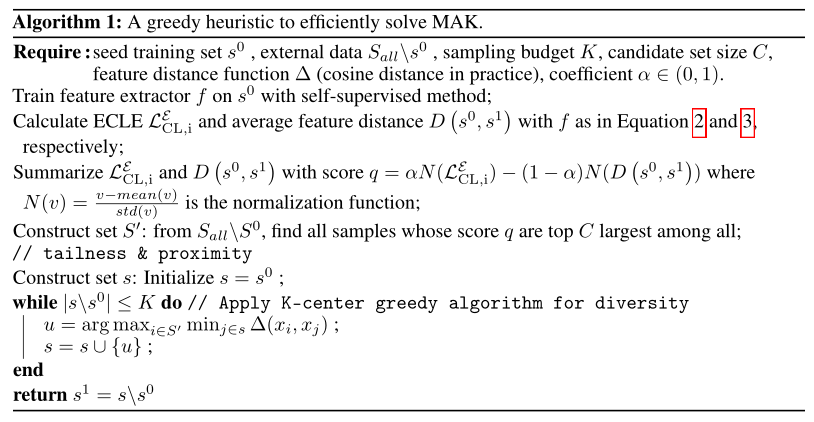 Algorithm 1: A greedy heuristic to efficiently solve MAK.
Require: seed training set $s^0$ , external data $S_{all} \backslash s^0$ , sampling budget $K$, candidate set size $C$,
feature distance function $\Delta$ (cosine distance in practice), coefficient $\alpha \in (0, 1)$.
Train feature extractor $f$ on $s^0$ with self-supervised method;
Calculate ECLE $\mathcal{L}^{\mathcal{E}}_{\text{CL,i}}$ and average feature distance $D\left(s^0, s^1\right)$ with $f$ as in Equation 2 and 3,
respectively;
Summarize $\mathcal{L}^{\mathcal{E}}_{\text{CL,i}}$ and $D\left(s^0, s^1\right)$ with score $q = \alpha N(\mathcal{L}^{\mathcal{E}}_{\text{CL,i}}) - (1 - \alpha) N(D\left(s^0, s^1\right))$ where
$N(v) = \frac{v - mean(v)}{std(v)}$ is the normalization function;
Construct set $S'$: from $S_{all} \backslash S^0$, find all samples whose score $q$ are top $C$ largest among all;
// tailness & proximity
Construct set $s$: Initialize $s = s^0$ ;
while $|s \backslash s^0| \leq K$ do // Apply K-center greedy algorithm for diversity
$u = \arg\max_{i \in S'} \min_{j \in s} \Delta(x_i, x_j)$ ;
$s = s \cup \{u\}$ ;
end
return $s^1 = s \backslash s^0$